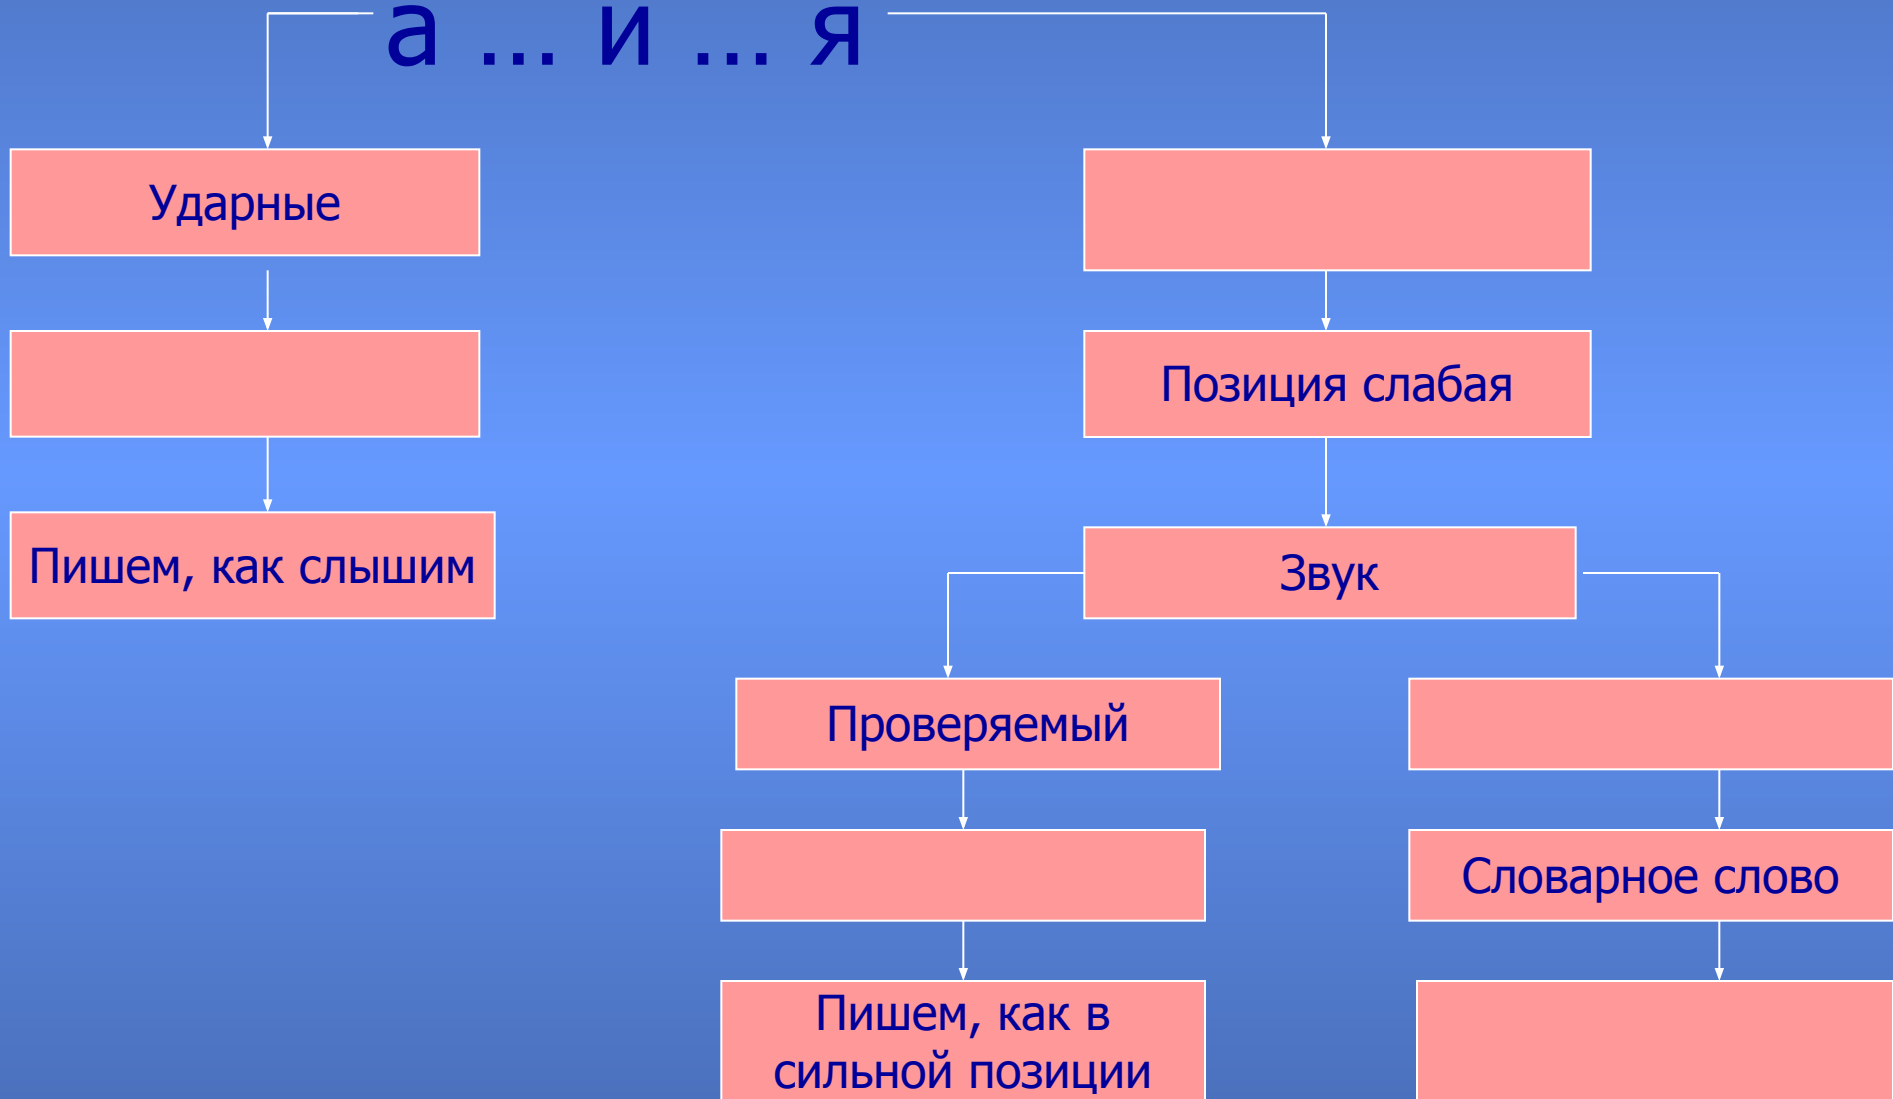 а ... и ... я
Ударные
Позиция слабая
Пишем, как слышим
Звук
Проверяемый
Словарное слово
Пишем, как в
сильной позиции